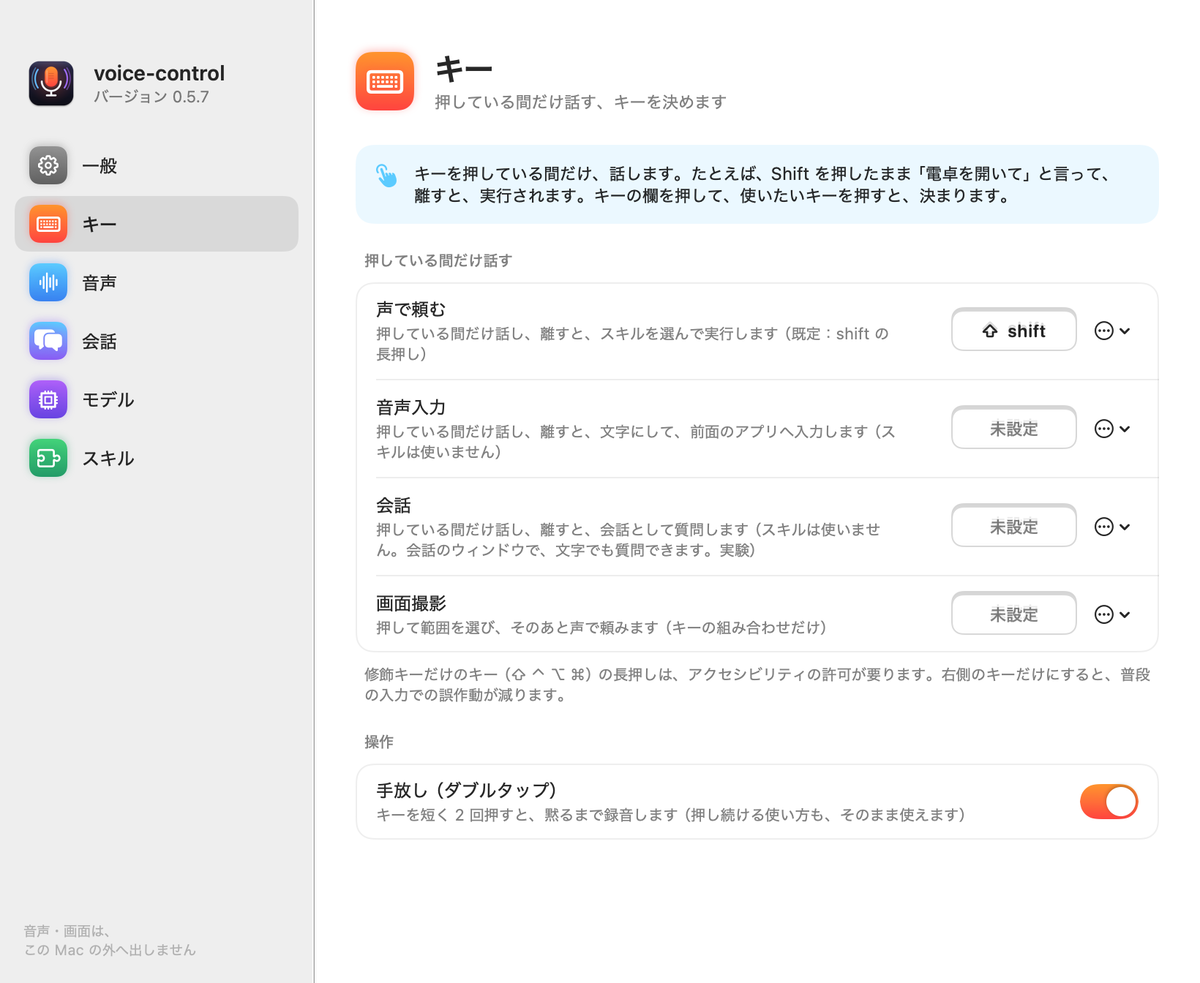 voice-control
バージョン 0.5.7
一般
キー
音声
会話
モデル
スキル
音声・画面は、
この Mac の外へ出しません
キー
押している間だけ話す、キーを決めます
キーを押している間だけ、話します。たとえば、Shift を押したまま「電卓を開いて」と言って、
離すと、実行されます。キーの欄を押して、使いたいキーを押すと、決まります。
押している間だけ話す
声で頼む
押している間だけ話し、離すと、スキルを選んで実行します（既定：shift の
長押し）
⇧ shift
音声入力
押している間だけ話し、離すと、文字にして、前面のアプリへ入力します（ス
キルは使いません）
未設定
会話
押している間だけ話し、離すと、会話として質問します（スキルは使いませ
ん。会話のウィンドウで、文字でも質問できます。実験）
未設定
画面撮影
押して範囲を選び、そのあと声で頼みます（キーの組み合わせだけ）
未設定
修飾キーだけのキー（⇧ ⌃ ⌥ ⌘）の長押しは、アクセシビリティの許可が要ります。右側のキーだけにすると、普段
の入力での誤作動が減ります。
操作
手放し（ダブルタップ）
キーを短く 2 回押すと、黙るまで録音します（押し続ける使い方も、そのまま使えます）